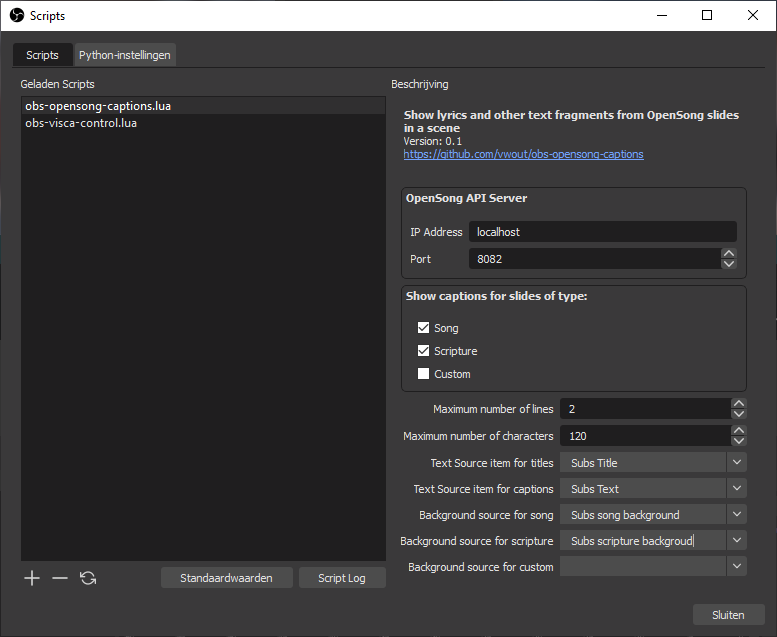 Scripts
Scripts
Python-instellingen
Geladen Scripts
obs-opensong-captions.lua
obs-visca-control.lua
Standaardwaarden
Script Log
Beschrijving
Show lyrics and other text fragments from OpenSong slides
in a scene
Version: 0.1
https://github.com/vwout/obs-opensong-captions
OpenSong API Server
IP Address localhost
Port 8082
Show captions for slides of type:
Song
Scripture
Custom
Maximum number of lines 2
Maximum number of characters 120
Text Source item for titles Subs Title
Text Source item for captions Subs Text
Background source for song Subs song background
Background source for scripture Subs scripture backgroud
Background source for custom
Sluiten